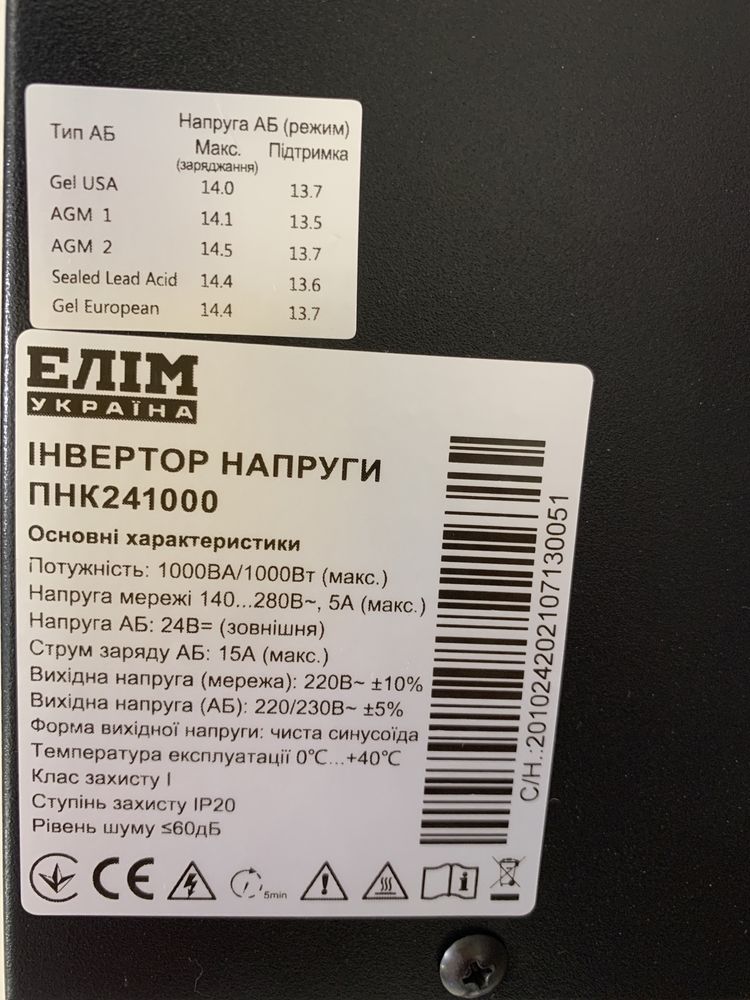 Тип АБ Напруга АБ (режим)
Макс. Підтримка
(заряджання)
Gel USA 14.0 13.7
AGM 1 14.1 13.5
AGM 2 14.5 13.7
Sealed Lead Acid 14.4 13.6
Gel European 14.4 13.7
ЕЛІМ
УКРАЇНА
ІНВЕРТОР НАПРУГИ
ПНК241000
Основні характеристики
Потужність: 1000ВА/1000Вт (макс.)
Напруга мережі 140...280В~, 5А (макс.)
Напруга АБ: 24В= (зовнішня)
Струм заряду АБ: 15А (макс.)
Вихідна напруга (мережа): 220В~ ±10%
Вихідна напруга (АБ): 220/230В~ ±5%
Форма вихідної напруги: чиста синусоїда
Температура експлуатації 0°С...+40°С
Клас захисту І
Ступінь захисту IP20
Рівень шуму ≤60дБ
CE 5min
С/Н.:201024202107130051